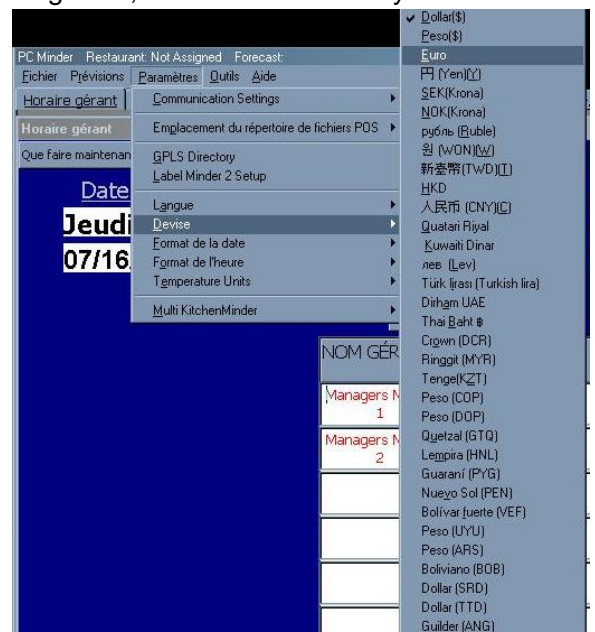 PC Minder Restaurant: Not Assigned Forecast:
Fichier Prévisions Paramètres Outils Aide
Horaire gérant
Horaire gérant
Que faire maintenan
Date
Jeudi
07/16
Communication Settings
Emplacement du répertoire de fichiers POS
GPLS Directory
Label Minder 2 Setup
Langue
Devise
Format de la date
Format de l'heure
Temperature Units
Multi KitchenMinder
Dollar($)
Peso($)
Euro
円 (Yen)(Y)
SEK(Krona)
NOK(Krona)
рубль (Ruble)
원 (WON)(W)
新臺幣(TWD)(T)
HKD
人民币 (CNY)(C)
Quatari Riyal
Kuwaiti Dinar
лев (Lev)
Türk lirası (Turkish lira)
Dirham UAE
Thai Baht ฿
Crown (DCR)
Ringgit (MYR)
Tenge(KZT)
Peso (COP)
Peso (DOP)
Quetzal (GTQ)
Lempira (HNL)
Guaraní (PYG)
Nuevo Sol (PEN)
Bolívar fuerte (VEF)
Peso (UYU)
Peso (ARS)
Boliviano (BOB)
Dollar (SRD)
Dollar (TTD)
Guilder (ANG)
NOM GÉR
Managers N
1
Managers N
2